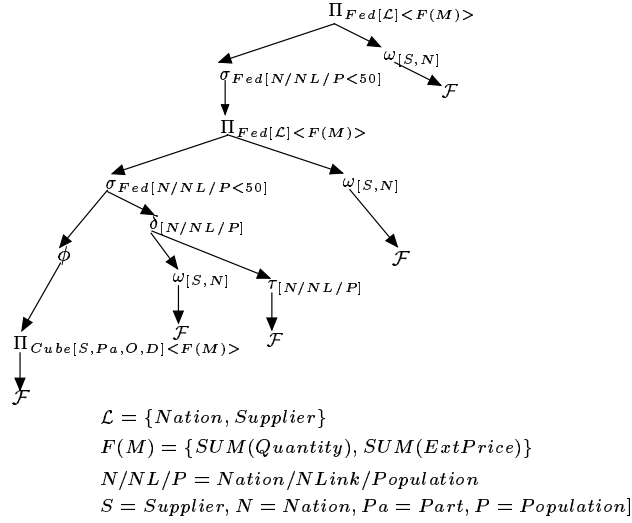 Π_{Fed[ℒ]<F(M)>}
ω_{[S,N]}
σ_{Fed[N/NL/P<50]}
ℱ
Π_{Fed[ℒ]<F(M)>}
σ_{Fed[N/NL/P<50]}
ω_{[S,N]}
δ_{[N/NL/P]}
φ
ℱ
ω_{[S,N]}
τ_{[N/NL/P]}
ℱ
ℱ
Π_{Cube[S,Pa,O,D]<F(M)>}
ℱ
ℒ = {Nation, Supplier}
F(M) = {SUM(Quantity), SUM(ExtPrice)}
N/NL/P = Nation/NLink/Population
S = Supplier, N = Nation, Pa = Part, P = Population]